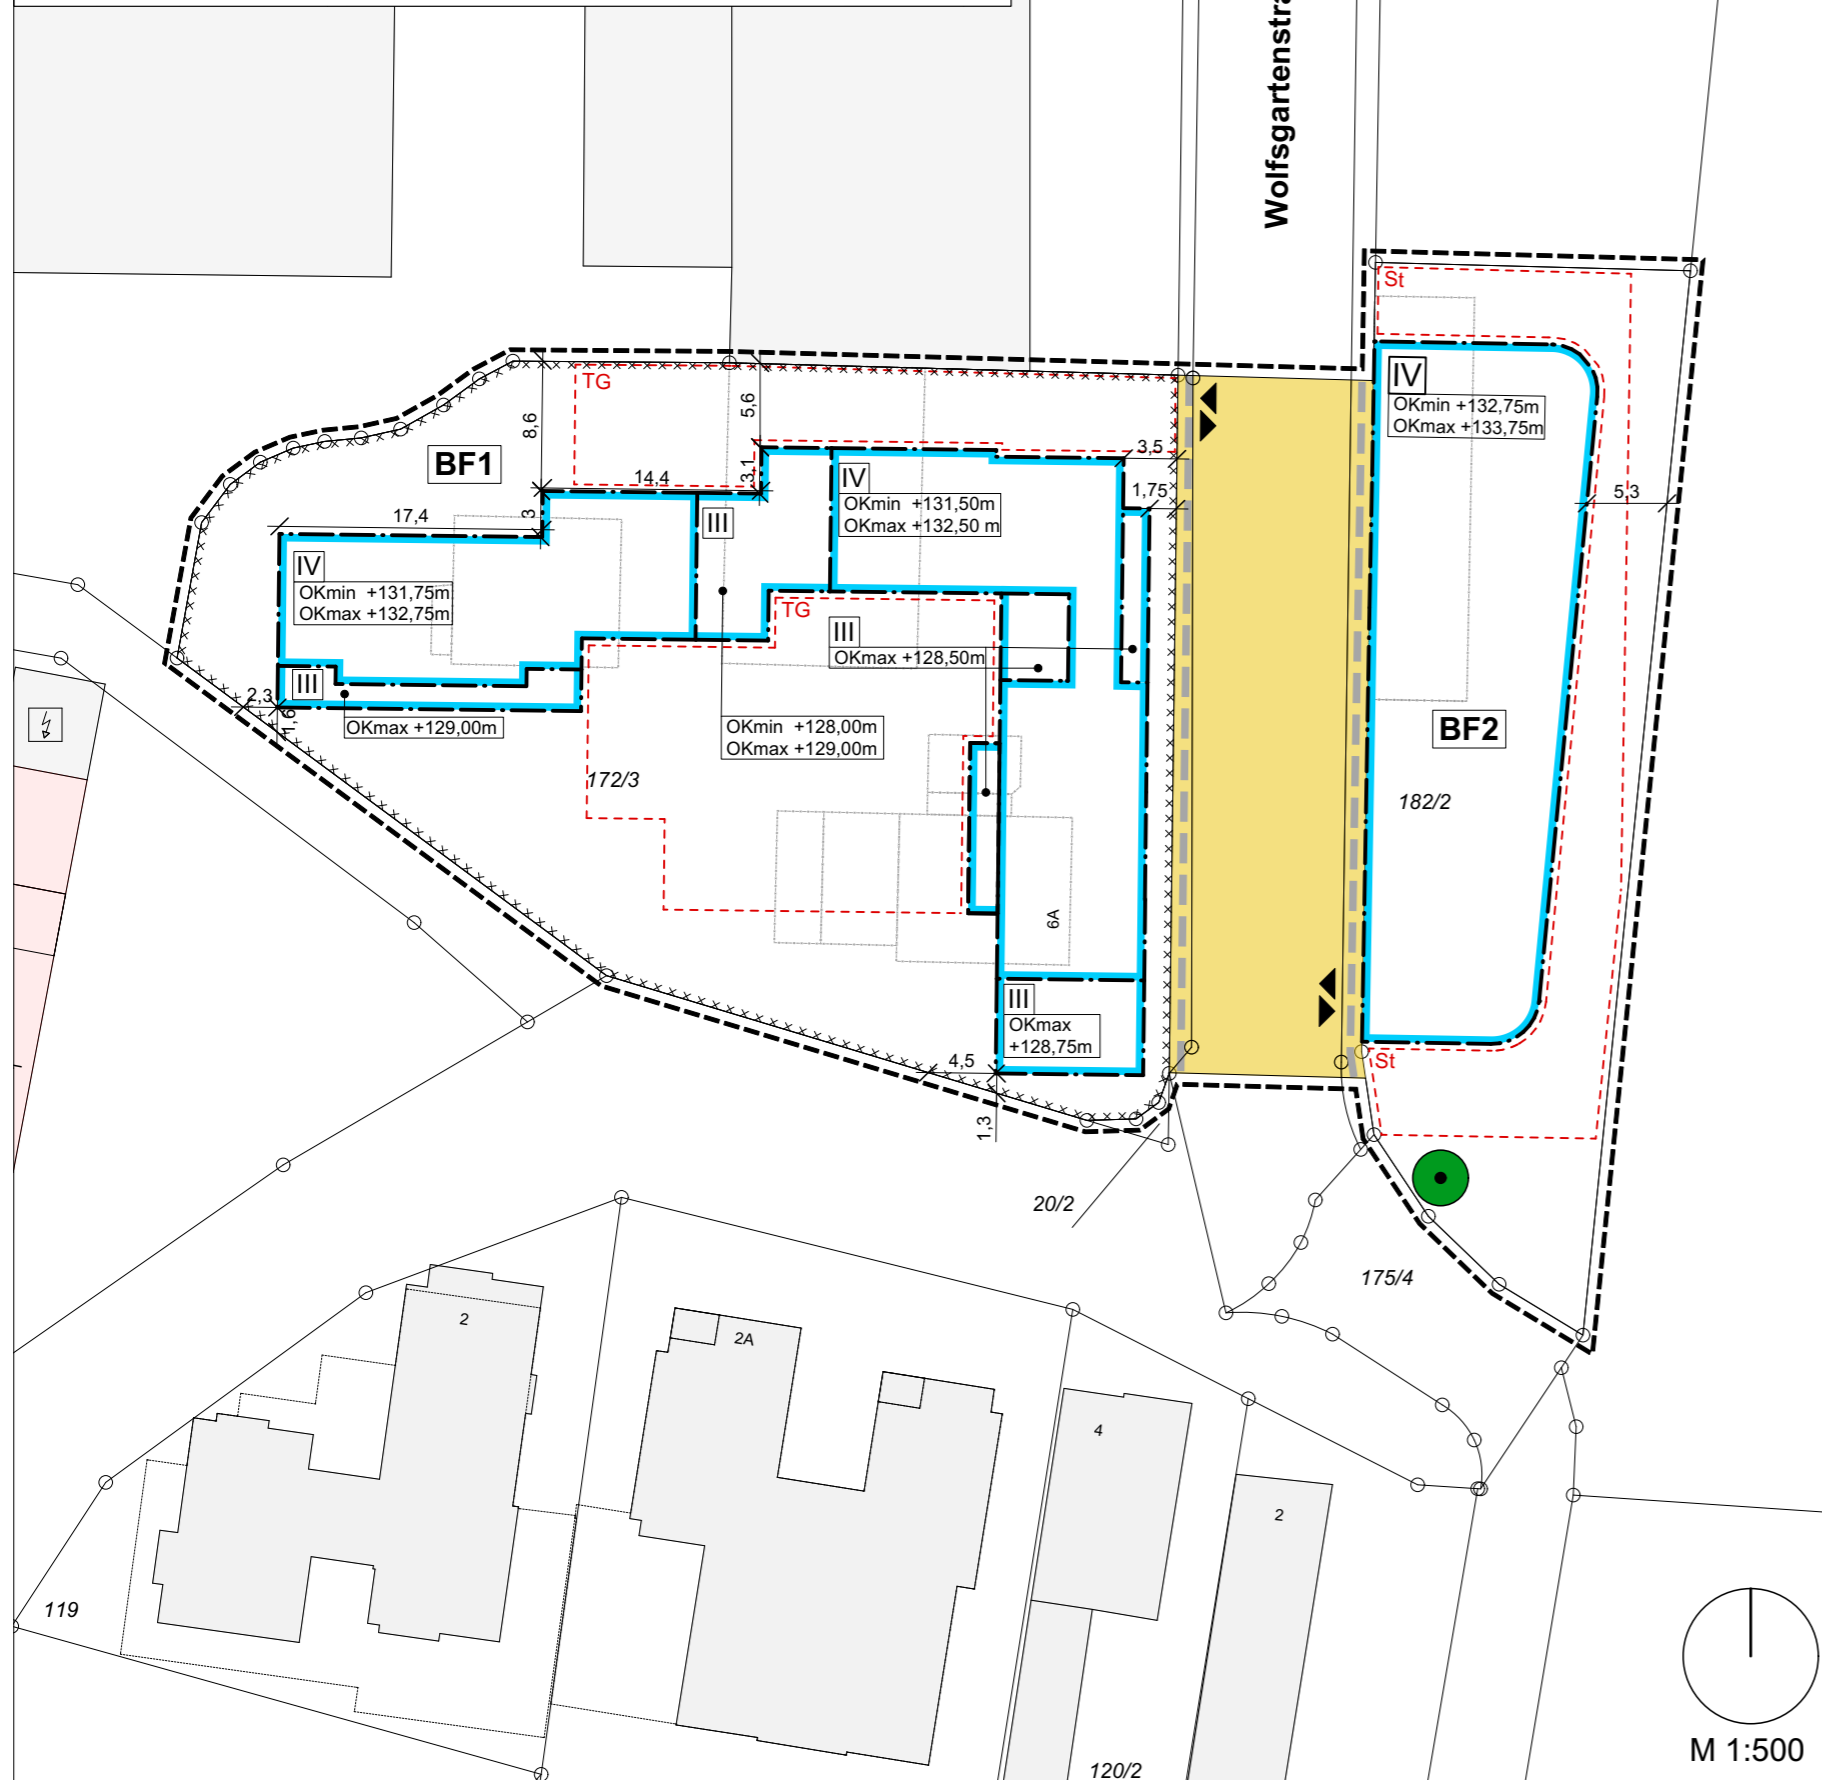 Wolfsgartenstra
St
TG
IV
OKmin +132,75m
OKmax +133,75m
8,6
5,6
BF1
3,5
14,4
3,1
IV
OKmin +131,50m
OKmax +132,50 m
1,75
5,3
17,4
3
III
IV
OKmin +131,75m
OKmax +132,75m
TG
III
OKmax +128,50m
III
2,3
1,6
OKmax +129,00m
OKmin +128,00m
OKmax +129,00m
BF2
172/3
182/2
6A
III
OKmax
+128,75m
4,5
St
1,3
20/2
175/4
2
2A
4
2
119
120/2
M 1:500